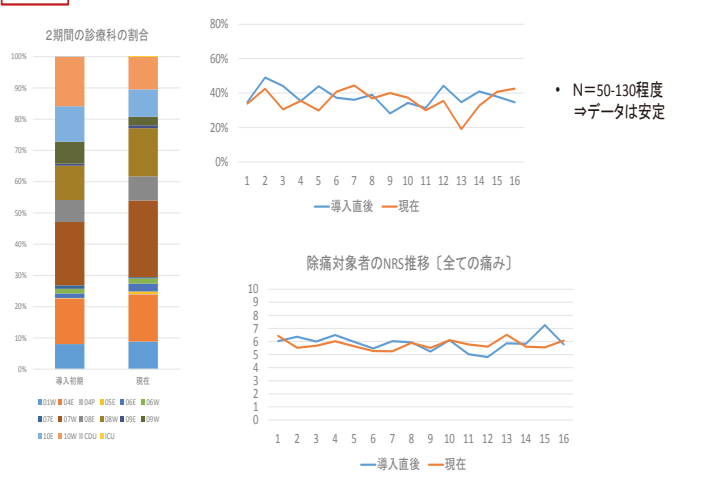 2期間の診療科の割合
100%
90%
80%
70%
60%
50%
40%
30%
20%
10%
0%
導入初期 現在
01W 04E 04P 05E 06E 06W
07E 07W 08E 08W 09E 09W
10E 10W CDU ICU
80%
60%
40%
20%
0%
1 2 3 4 5 6 7 8 9 10 11 12 13 14 15 16
導入直後 現在
• N＝50-130程度
⇒データは安定
除痛対象者のNRS推移〔全ての痛み〕
10
9
8
7
6
5
4
3
2
1
0
1 2 3 4 5 6 7 8 9 10 11 12 13 14 15 16
導入直後 現在